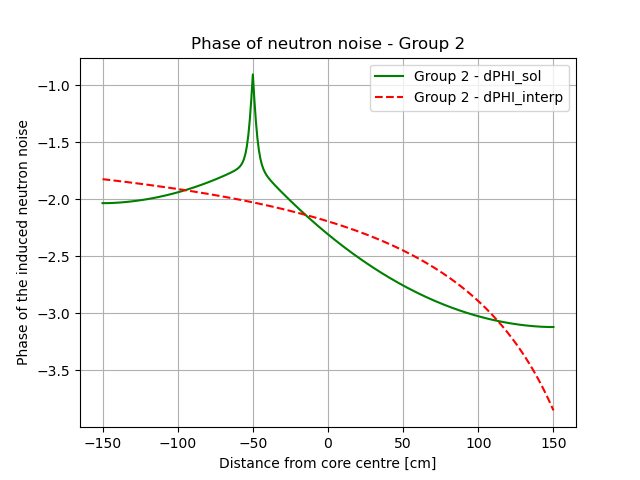 Phase of neutron noise - Group 2
Group 2 - dPHI_sol
Group 2 - dPHI_interp
Phase of the induced neutron noise
−1.0
−1.5
−2.0
−2.5
−3.0
−3.5
−150
−100
−50
0
50
100
150
Distance from core centre [cm]